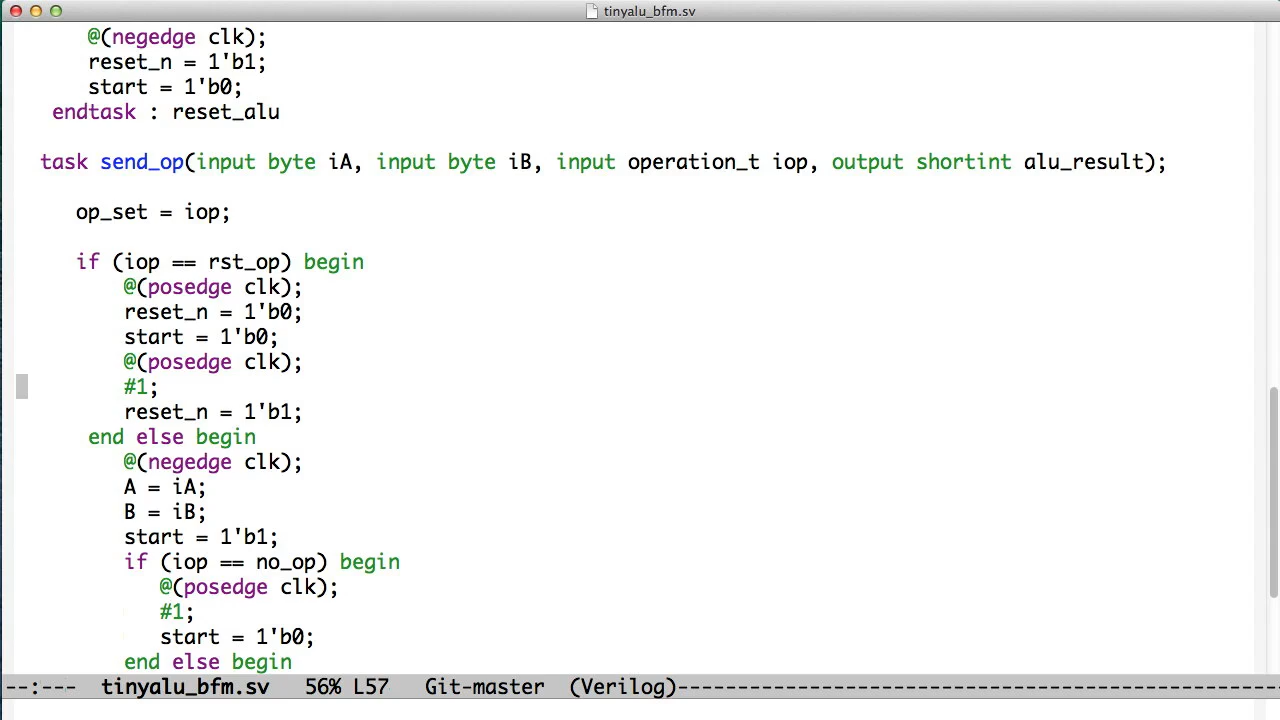 tinyalu_bfm.sv
@(negedge clk);
reset_n = 1'b1;
start = 1'b0;
endtask : reset_alu
task send_op(input byte iA, input byte iB, input operation_t iop, output shortint alu_result);
op_set = iop;
if (iop == rst_op) begin
@(posedge clk);
reset_n = 1'b0;
start = 1'b0;
@(posedge clk);
#1;
reset_n = 1'b1;
end else begin
@(negedge clk);
A = iA;
B = iB;
start = 1'b1;
if (iop == no_op) begin
@(posedge clk);
#1;
start = 1'b0;
end else begin
--:--- tinyalu_bfm.sv 56% L57 Git-master (Verilog)--------------------------------------------------